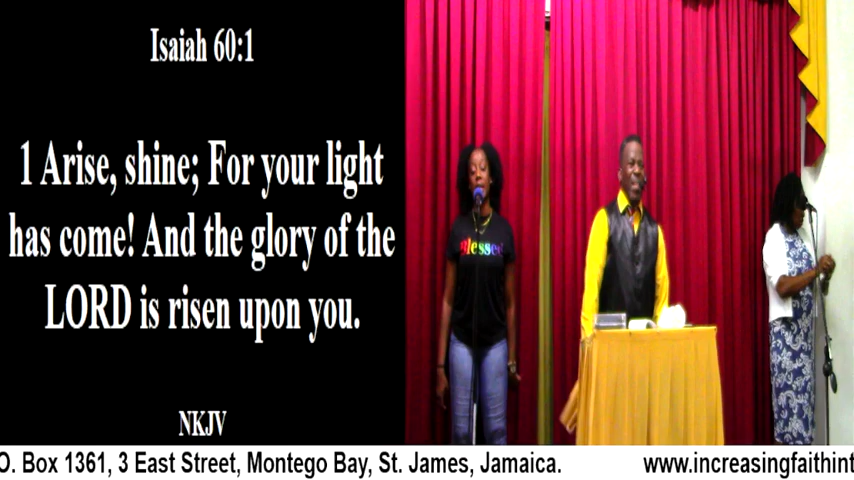 Isaiah 60:1
1 Arise, shine; For your light
has come! And the glory of the
LORD is risen upon you.
NKJV
Blessed
O. Box 1361, 3 East Street, Montego Bay, St. James, Jamaica.
www.increasingfaithint